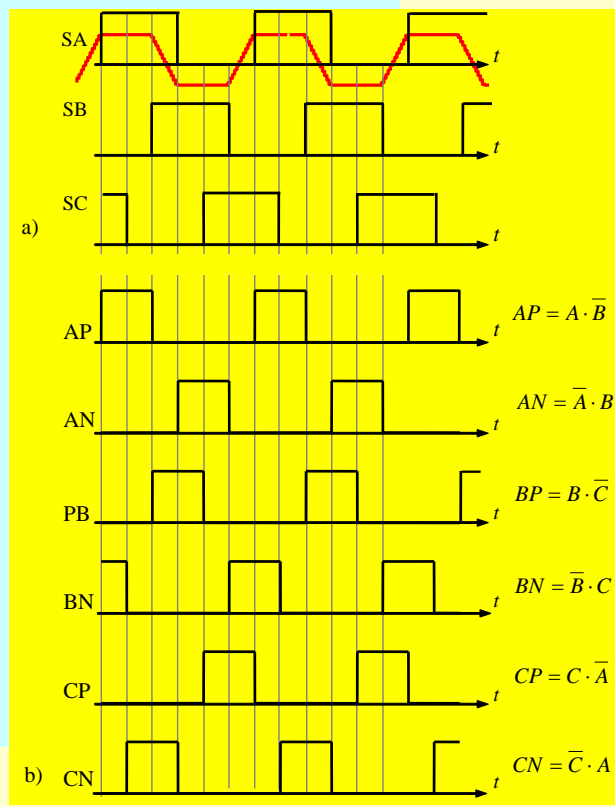 SA
t
SB
t
SC
a)
t
AP
t
AP = A · B̅
AN
t
AN = A̅ · B
PB
t
BP = B · C̅
BN
t
BN = B̅ · C
CP
t
CP = C · A̅
b)
CN
t
CN = C̅ · A